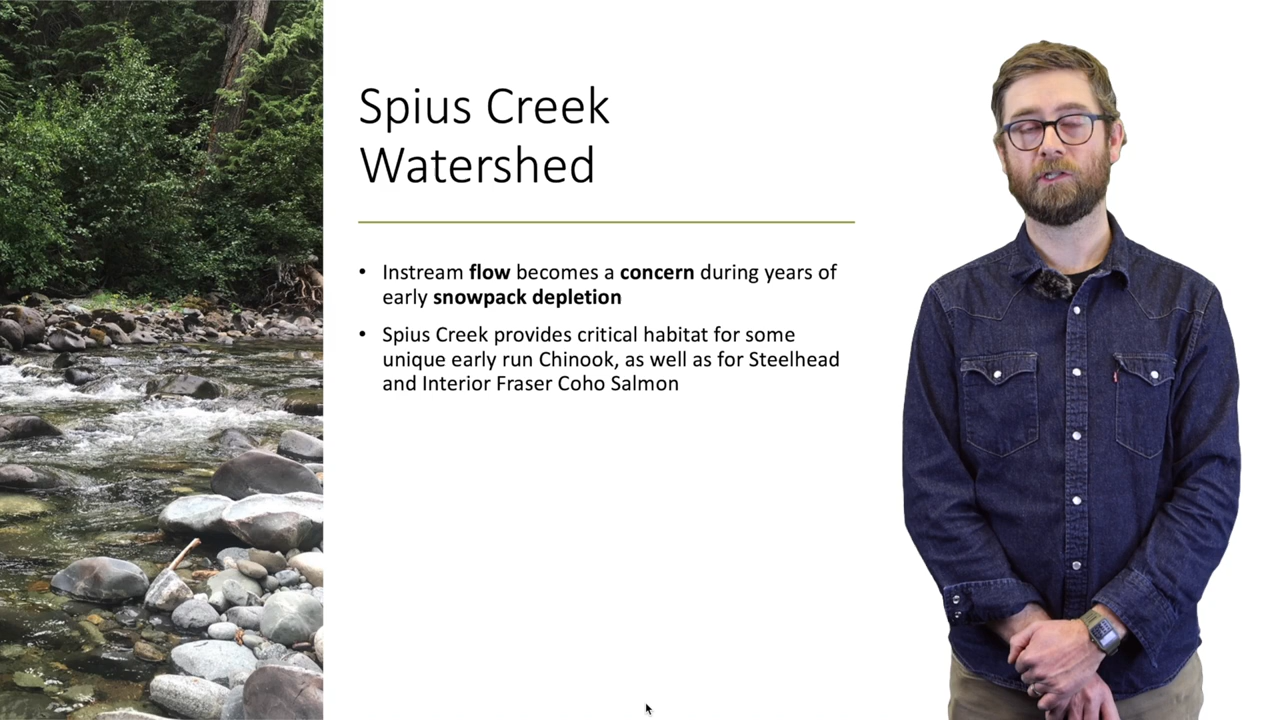 Spius Creek
Watershed
• Instream flow becomes a concern during years of
early snowpack depletion
• Spius Creek provides critical habitat for some
unique early run Chinook, as well as for Steelhead
and Interior Fraser Coho Salmon